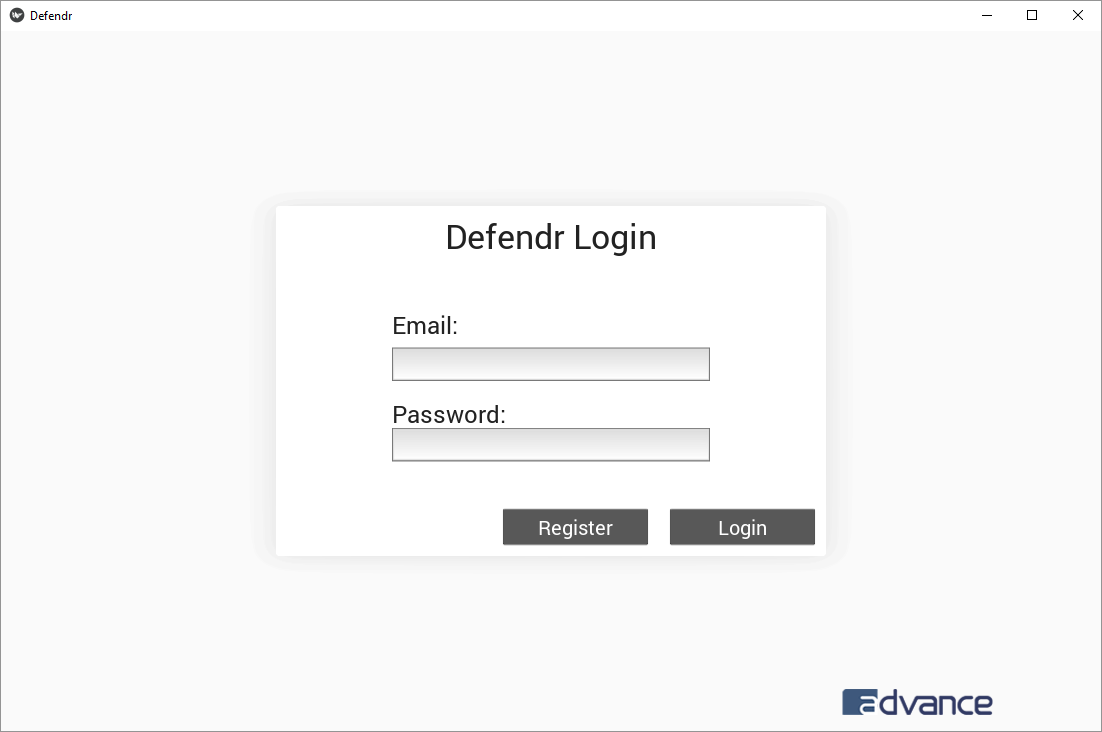 Defendr
Defendr Login
Email:
Password:
Register Login
advance